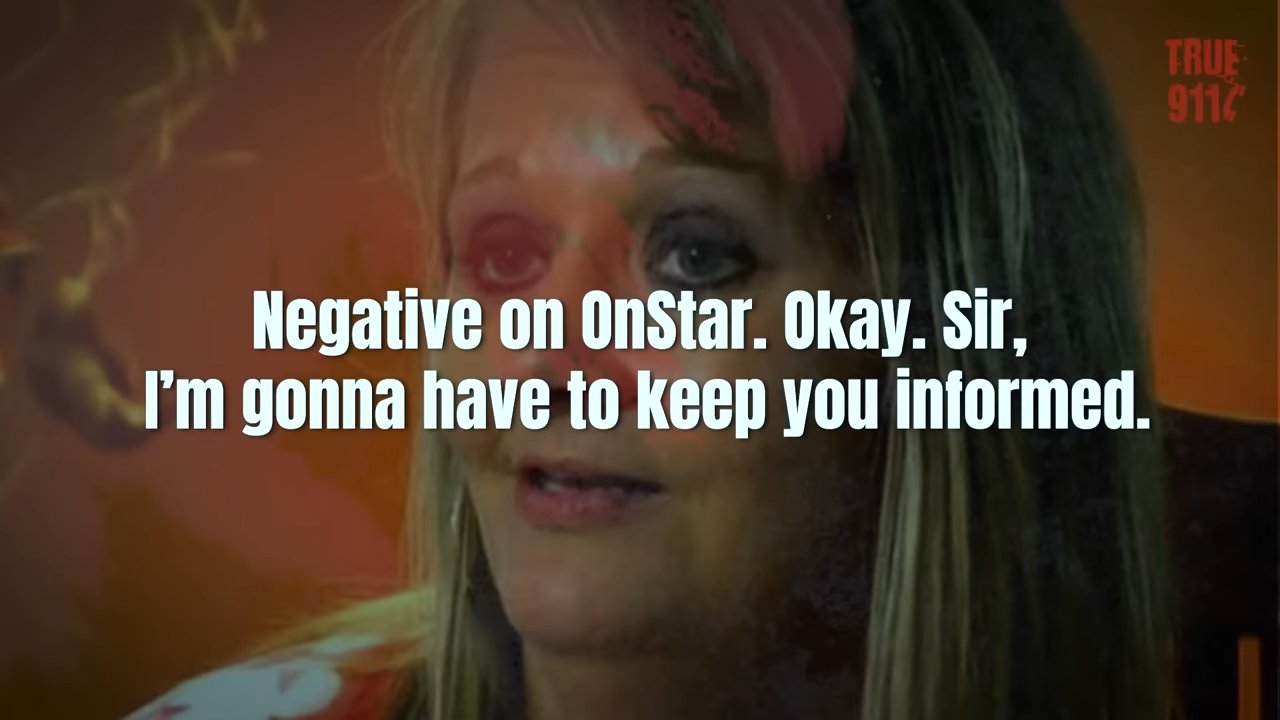 TRUE
911
Negative on OnStar. Okay. Sir,
I’m gonna have to keep you informed.